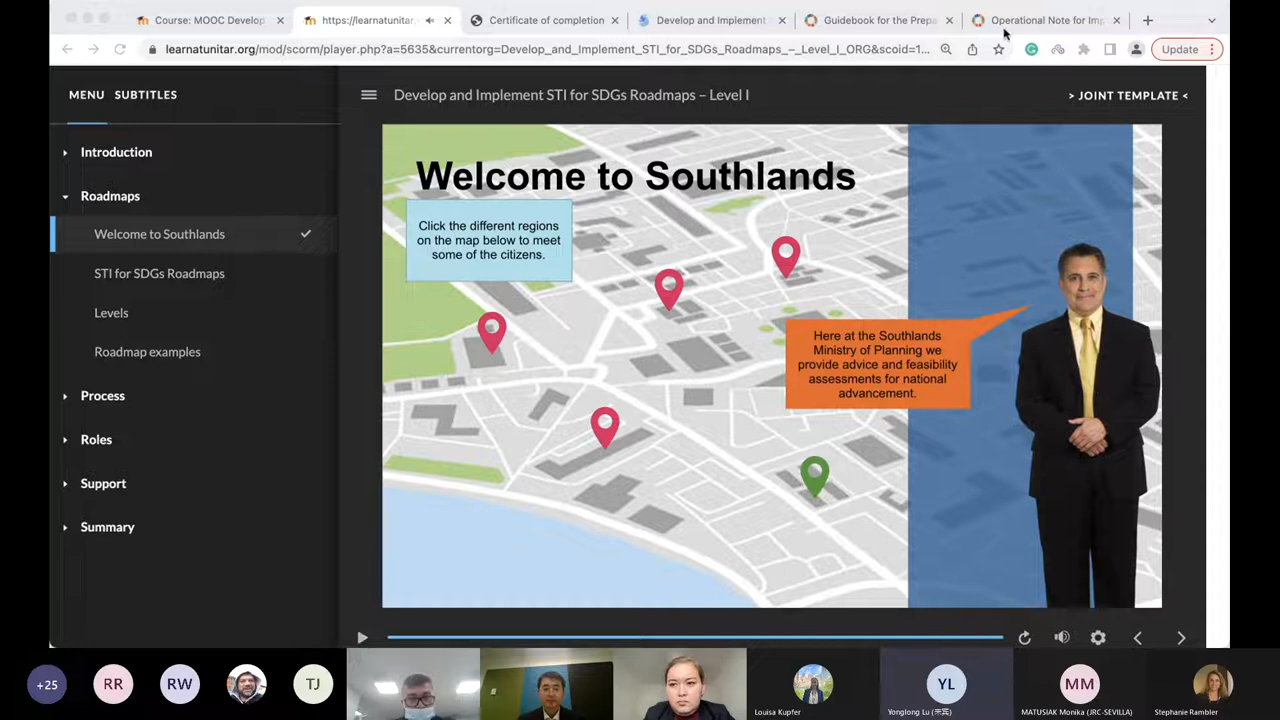 Course: MOOC Develop
https://learnatunitar.
Certificate of completion
Develop and Implement
Guidebook for the Prepa
Operational Note for Imp
learnatunitar.org/mod/scorm/player.php?a=5635&currentorg=Develop_and_Implement_STI_for_SDGs_Roadmaps_–_Level_I_ORG&scoid=1...
Update
MENU SUBTITLES
Develop and Implement STI for SDGs Roadmaps – Level I
> JOINT TEMPLATE <
Introduction
Roadmaps
Welcome to Southlands
STI for SDGs Roadmaps
Levels
Roadmap examples
Process
Roles
Support
Summary
Welcome to Southlands
Click the different regions
on the map below to meet
some of the citizens.
Here at the Southlands
Ministry of Planning we
provide advice and feasibility
assessments for national
advancement.
+25
RR
RW
TJ
Louisa Kupfer
YL
Yonglong Lu
MM
MATUSIAK Monika (JRC-SEVILLA)
Stephanie Rambler